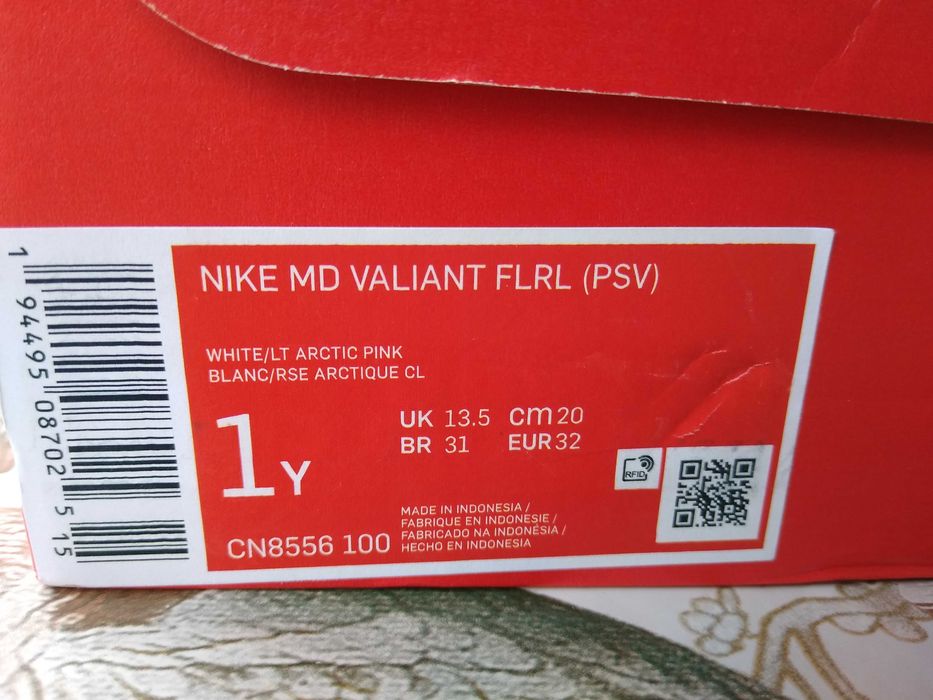 NIKE MD VALIANT FLRL (PSV)
WHITE/LT ARCTIC PINK
BLANC/RSE ARCTIQUE CL
1Y
UK 13.5 cm 20
BR 31 EUR 32
RFID
CN8556 100
MADE IN INDONESIA /
FABRIQUE EN INDONESIE /
FABRICADO NA INDONÉSIA /
HECHO EN INDONESIA
1 94495 08702 5 15